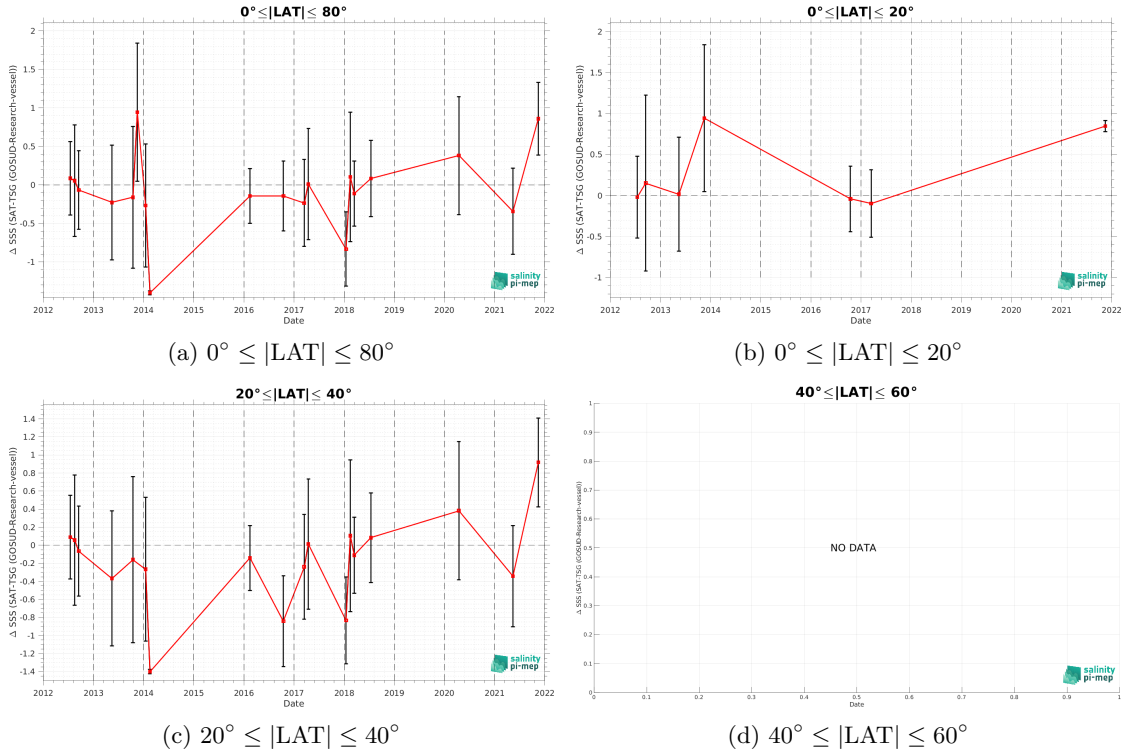 0°≤|LAT|≤ 80°
Δ SSS (SAT-TSG (GOSUD-Research-vessel))
2
1.5
1
0.5
0
-0.5
-1
2012 2013 2014 2015 2016 2017 2018 2019 2020 2021 2022
Date
salinity
pi-mep
(a) 0° ≤ |LAT| ≤ 80°
0°≤|LAT|≤ 20°
Δ SSS (SAT-TSG (GOSUD-Research-vessel))
2
1.5
1
0.5
0
-0.5
-1
2012 2013 2014 2015 2016 2017 2018 2019 2020 2021 2022
Date
salinity
pi-mep
(b) 0° ≤ |LAT| ≤ 20°
20°≤|LAT|≤ 40°
Δ SSS (SAT-TSG (GOSUD-Research-vessel))
1.4
1.2
1
0.8
0.6
0.4
0.2
0
-0.2
-0.4
-0.6
-0.8
-1
-1.2
-1.4
2012 2013 2014 2015 2016 2017 2018 2019 2020 2021 2022
Date
salinity
pi-mep
(c) 20° ≤ |LAT| ≤ 40°
40°≤|LAT|≤ 60°
Δ SSS (SAT-TSG (GOSUD-Research-vessel))
1
0.9
0.8
0.7
0.6
0.5
0.4
0.3
0.2
0.1
0
NO DATA
0 0.1 0.2 0.3 0.4 0.5 0.6 0.7 0.8 0.9 1
Date
salinity
pi-mep
(d) 40° ≤ |LAT| ≤ 60°